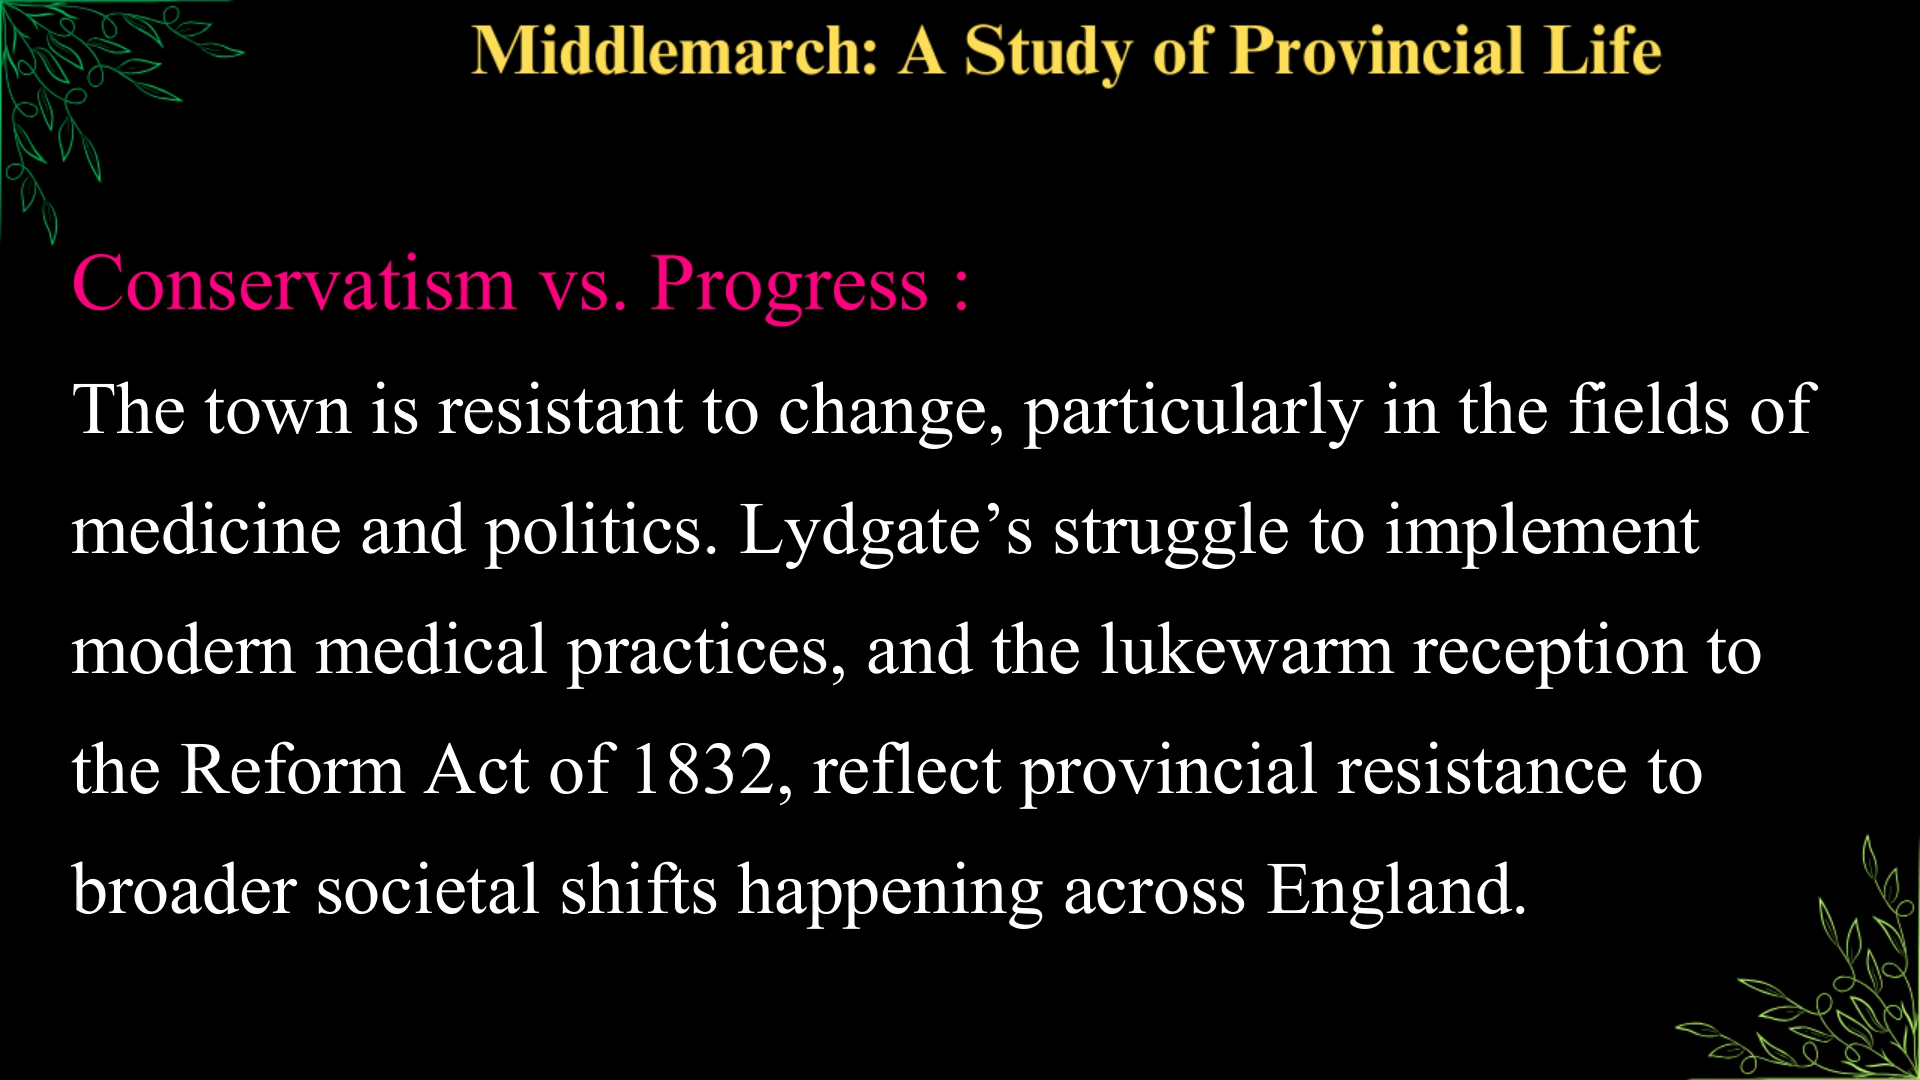 Middlemarch: A Study of Provincial Life
Conservatism vs. Progress :
The town is resistant to change, particularly in the fields of
medicine and politics. Lydgate’s struggle to implement
modern medical practices, and the lukewarm reception to
the Reform Act of 1832, reflect provincial resistance to
broader societal shifts happening across England.